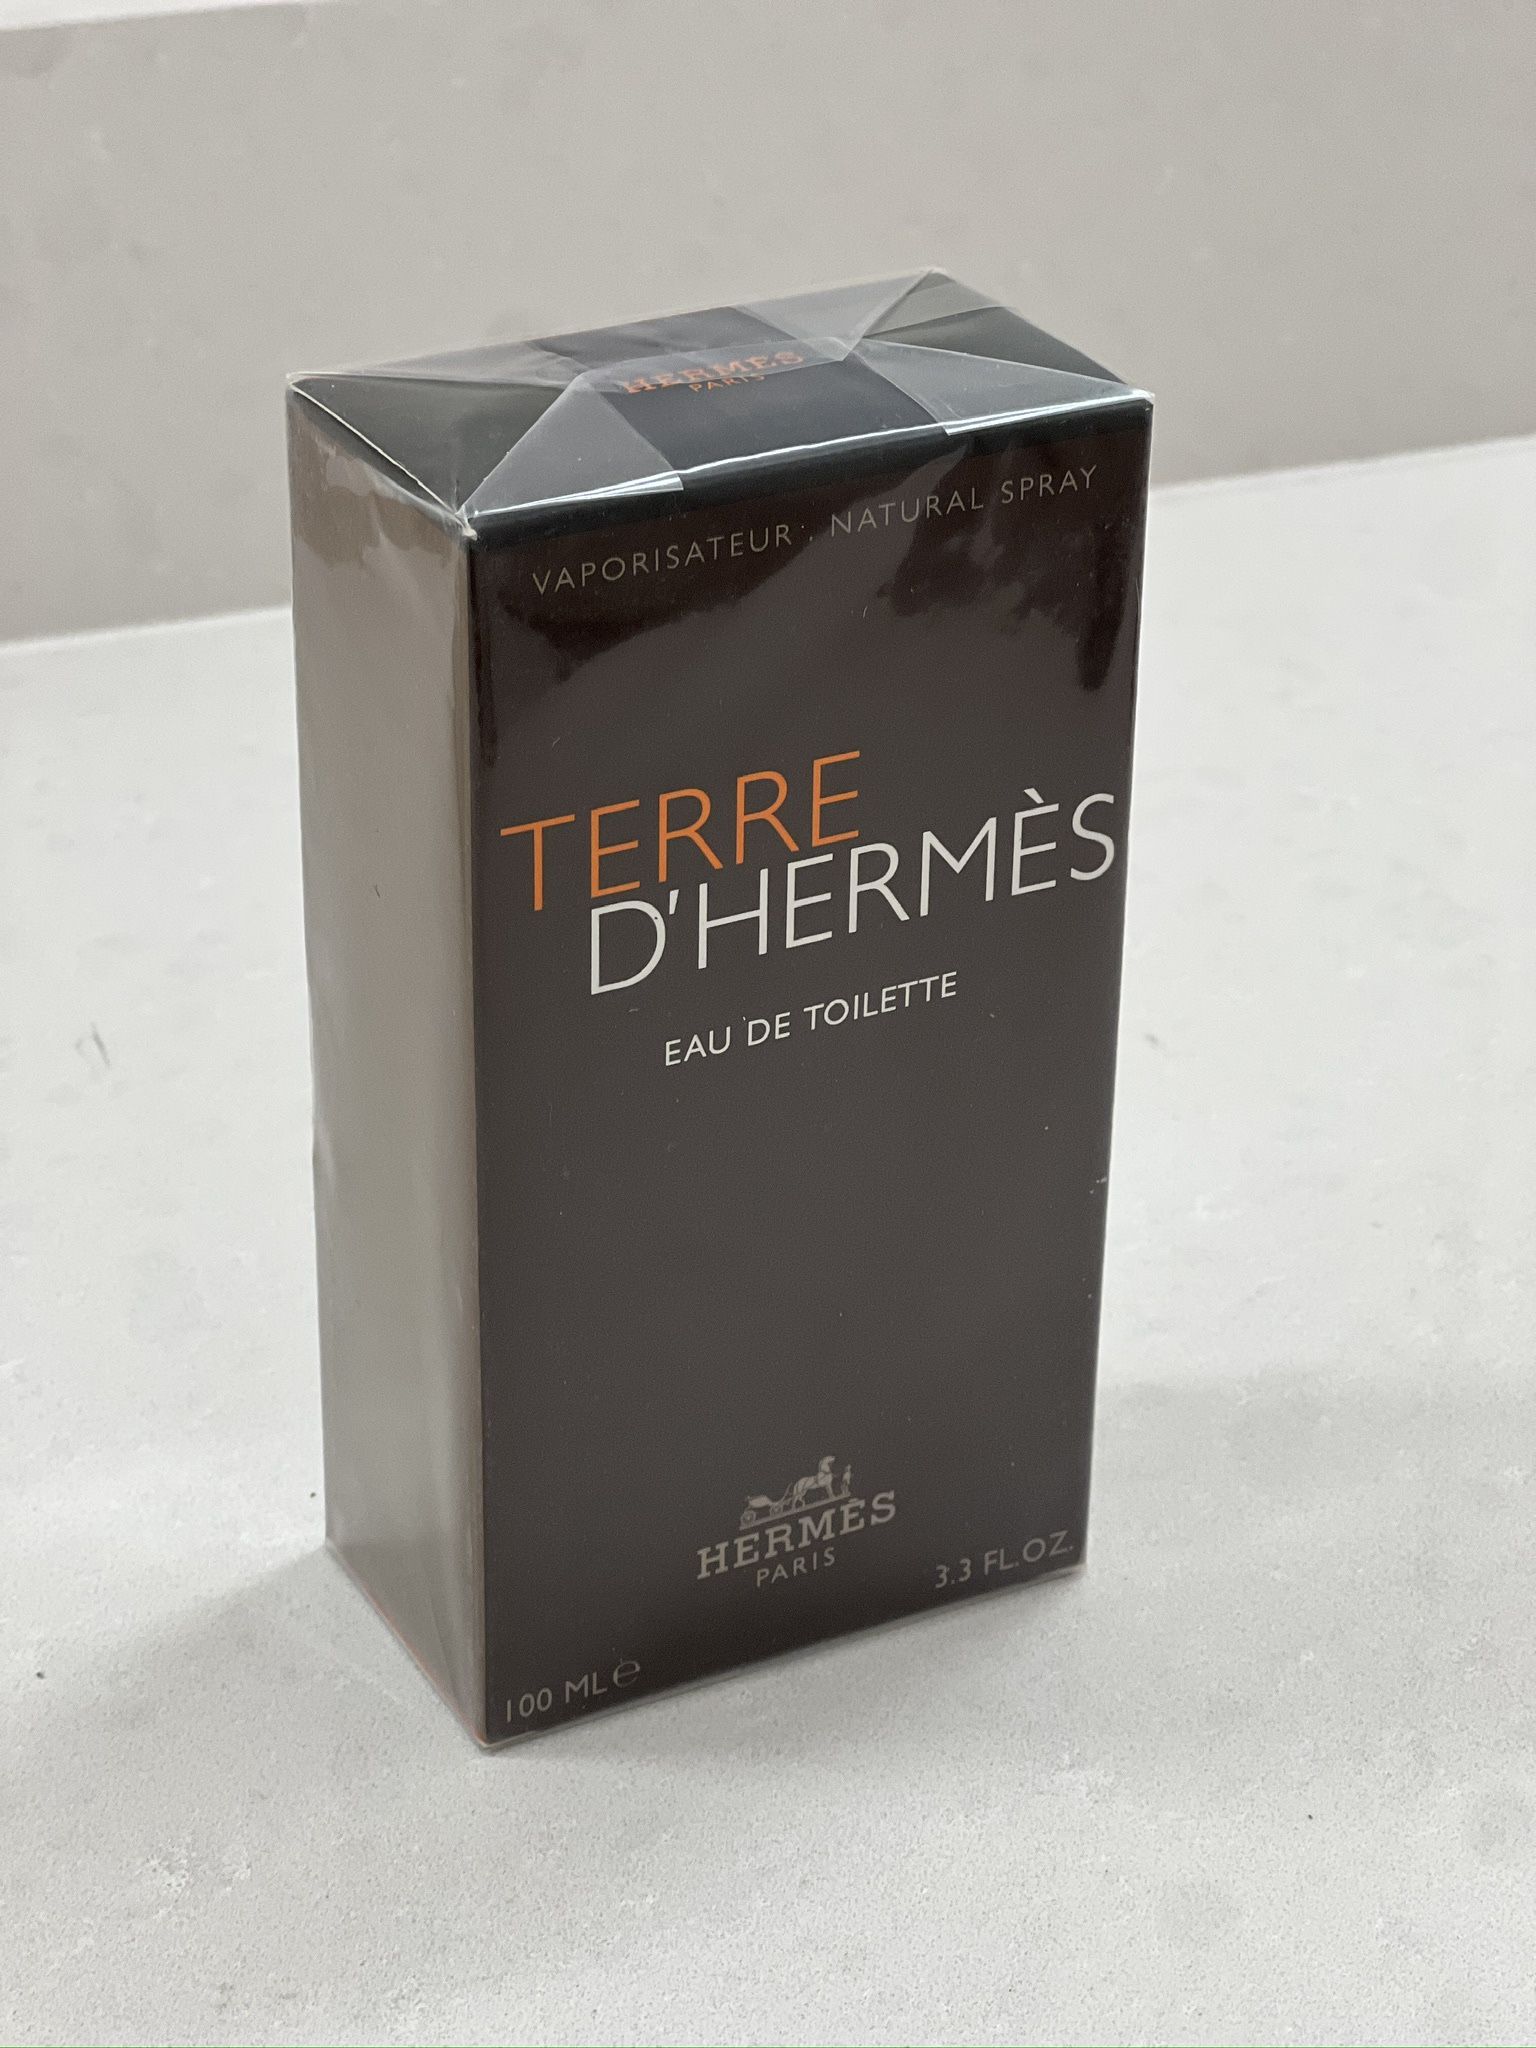 HERMÈS
PARIS
VAPORISATEUR . NATURAL SPRAY
TERRE
D'HERMÈS
EAU DE TOILETTE
HERMÈS
PARIS
100 ML ℮
3.3 FL.OZ.